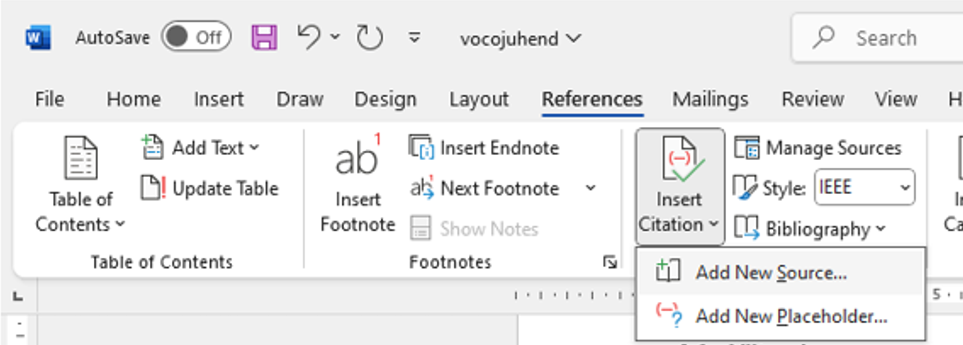 AutoSave Off vocojuhend Search
File Home Insert Draw Design Layout References Mailings Review View H
Add Text Insert Endnote Manage Sources
Update Table Next Footnote Style: IEEE
Table of Contents Insert Footnote Show Notes Insert Citation Bibliography
Table of Contents Footnotes
Add New Source...
Add New Placeholder...
5